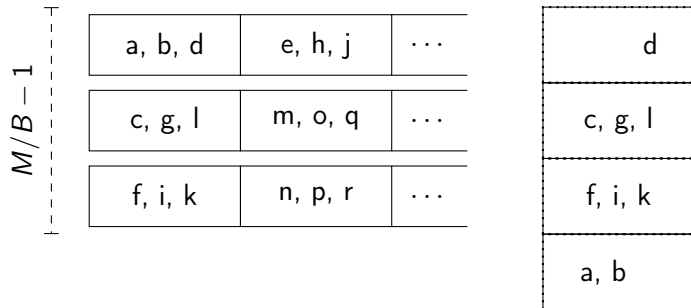 M/B − 1
a, b, d e, h, j ···
c, g, l m, o, q ···
f, i, k n, p, r ···
d
c, g, l
f, i, k
a, b